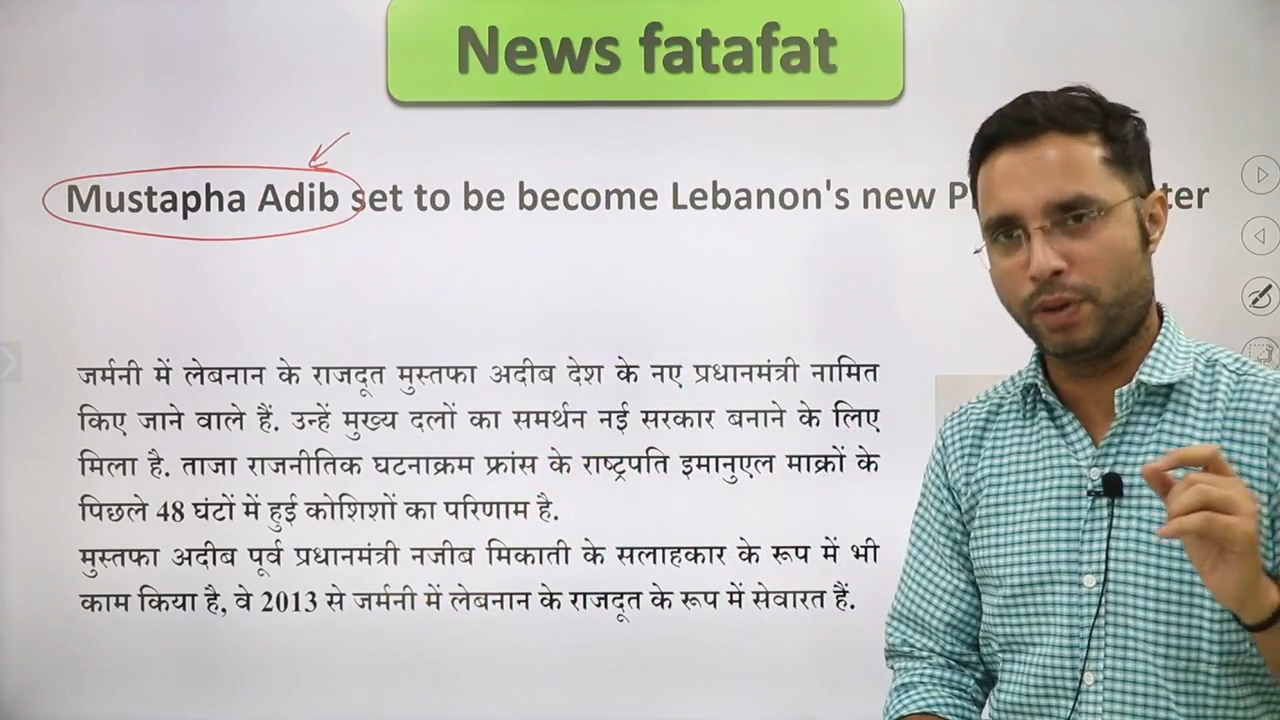 News fatafat
Mustapha Adib set to be become Lebanon's new
जर्मनी में लेबनान के राजदूत मुस्तफा अदीब देश के नए प्रधानमंत्री नामित
किए जाने वाले हैं. उन्हें मुख्य दलों का समर्थन नई सरकार बनाने के लिए
मिला है. ताजा राजनीतिक घटनाक्रम फ्रांस के राष्ट्रपति इमानुएल माक्रों के
पिछले 48 घंटों में हुई कोशिशों का परिणाम है.
मुस्तफा अदीब पूर्व प्रधानमंत्री नजीब मिकाती के सलाहकार के रूप में भी
काम किया है, वे 2013 से जर्मनी में लेबनान के राजदूत के रूप में सेवारत हैं.